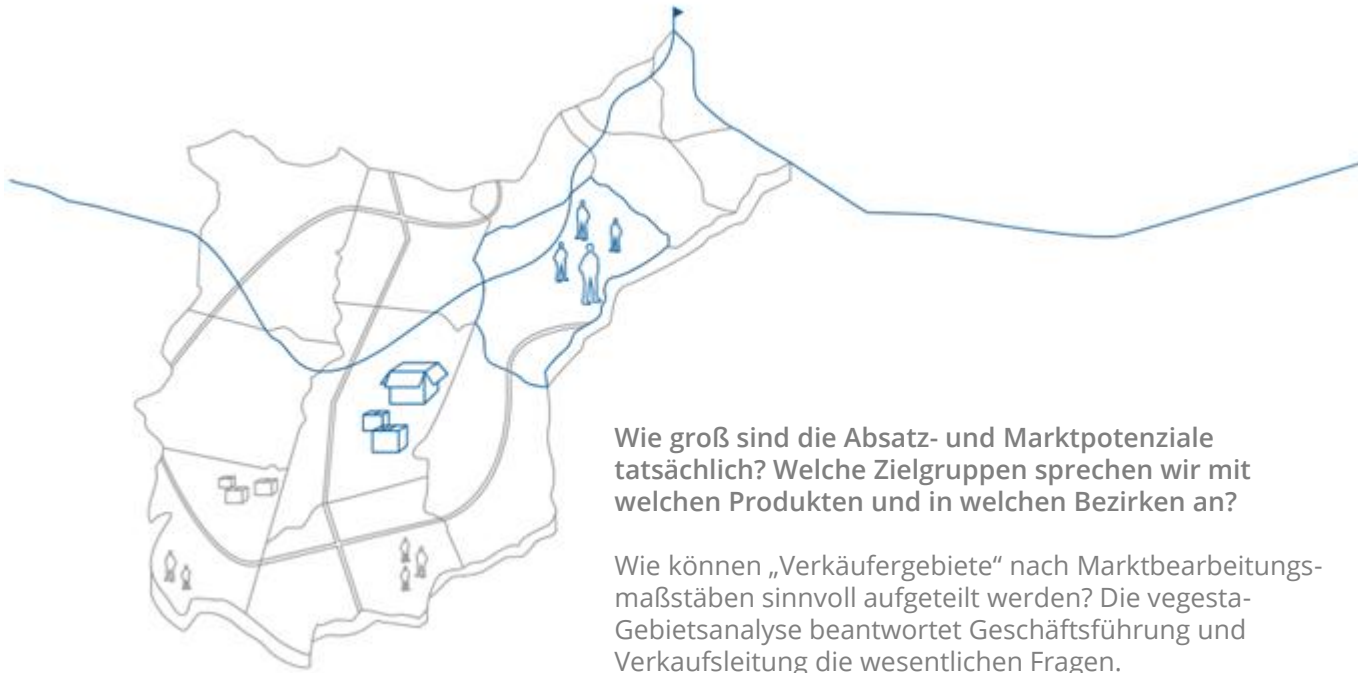 Wie groß sind die Absatz- und Marktpotenziale
tatsächlich? Welche Zielgruppen sprechen wir mit
welchen Produkten und in welchen Bezirken an?
Wie können „Verkäufergebiete“ nach Marktbearbeitungs-
maßstäben sinnvoll aufgeteilt werden? Die vegesta-
Gebietsanalyse beantwortet Geschäftsführung und
Verkaufsleitung die wesentlichen Fragen.